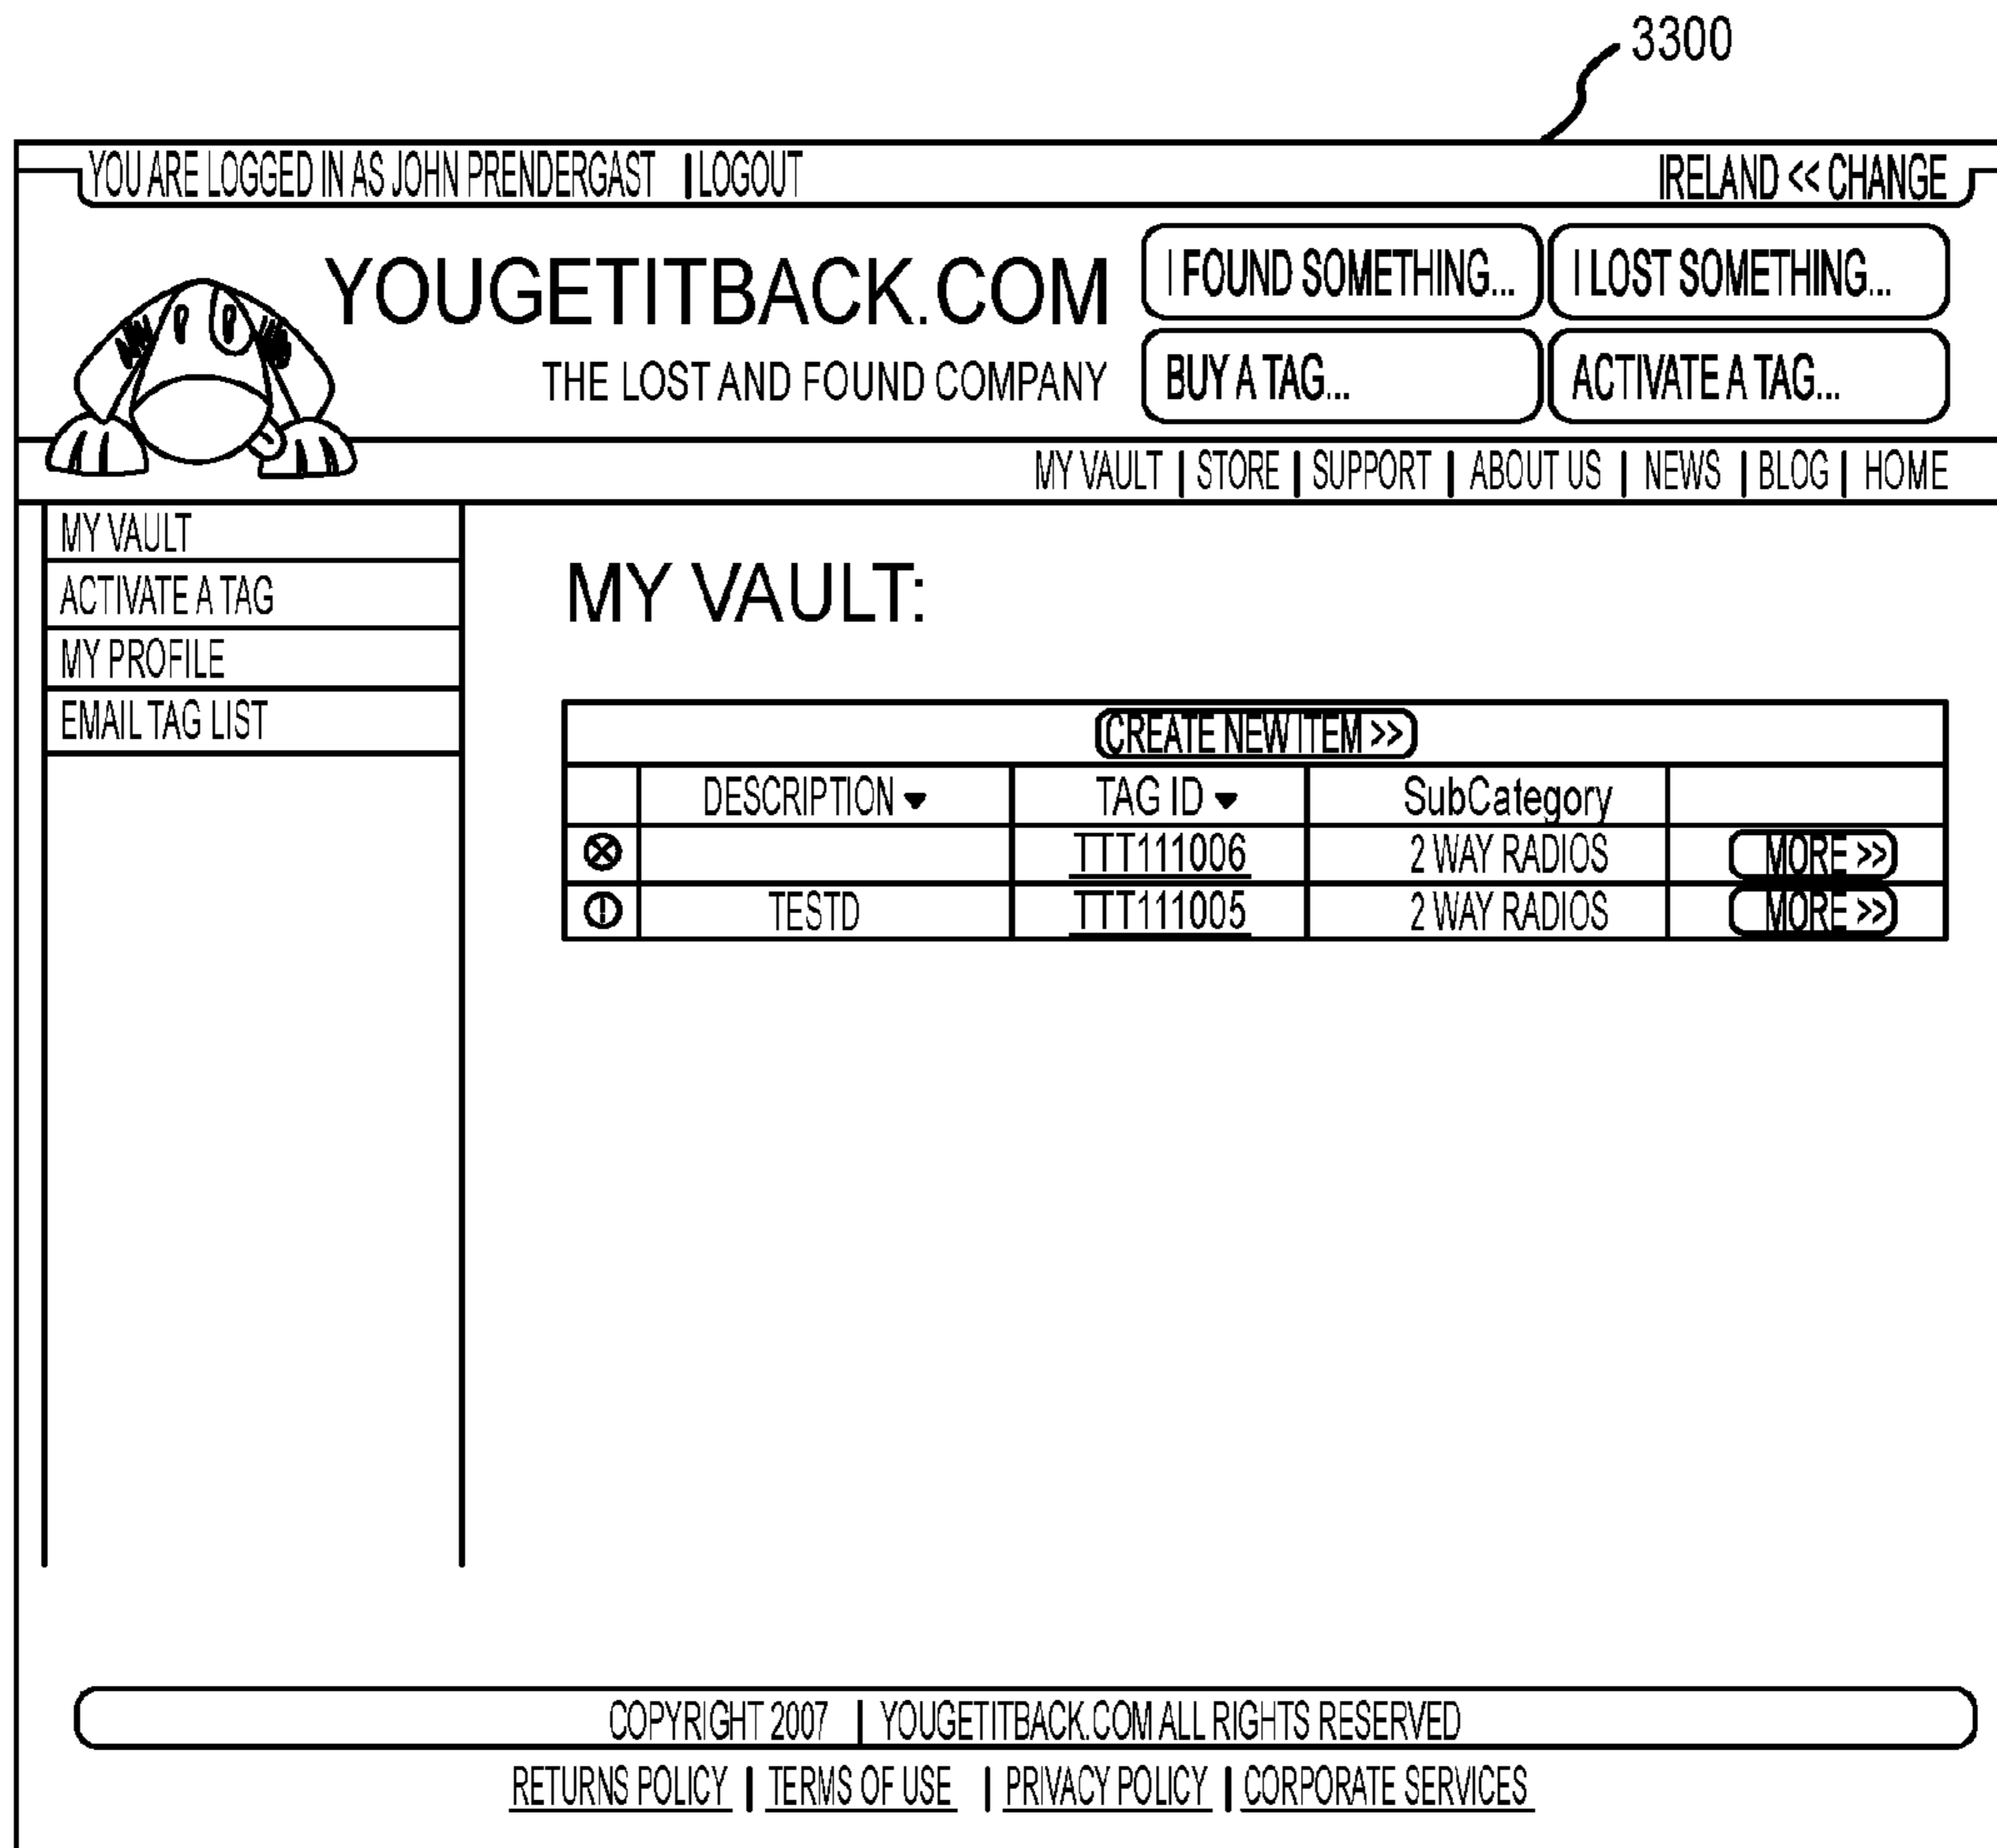 3300
YOU ARE LOGGED IN AS JOHN PRENDERGAST | LOGOUT IRELAND << CHANGE
YOUGETITBACK.COM
THE LOST AND FOUND COMPANY
I FOUND SOMETHING... I LOST SOMETHING...
BUY A TAG... ACTIVATE A TAG...
MY VAULT | STORE | SUPPORT | ABOUT US | NEWS | BLOG | HOME
MY VAULT
ACTIVATE A TAG
MY PROFILE
EMAIL TAG LIST
MY VAULT:
CREATE NEW ITEM >>
DESCRIPTION TAG ID SubCategory
TTT111006 2 WAY RADIOS MORE >>
TESTD TTT111005 2 WAY RADIOS MORE >>
COPYRIGHT 2007 | YOUGETITBACK.COM ALL RIGHTS RESERVED
RETURNS POLICY | TERMS OF USE | PRIVACY POLICY | CORPORATE SERVICES